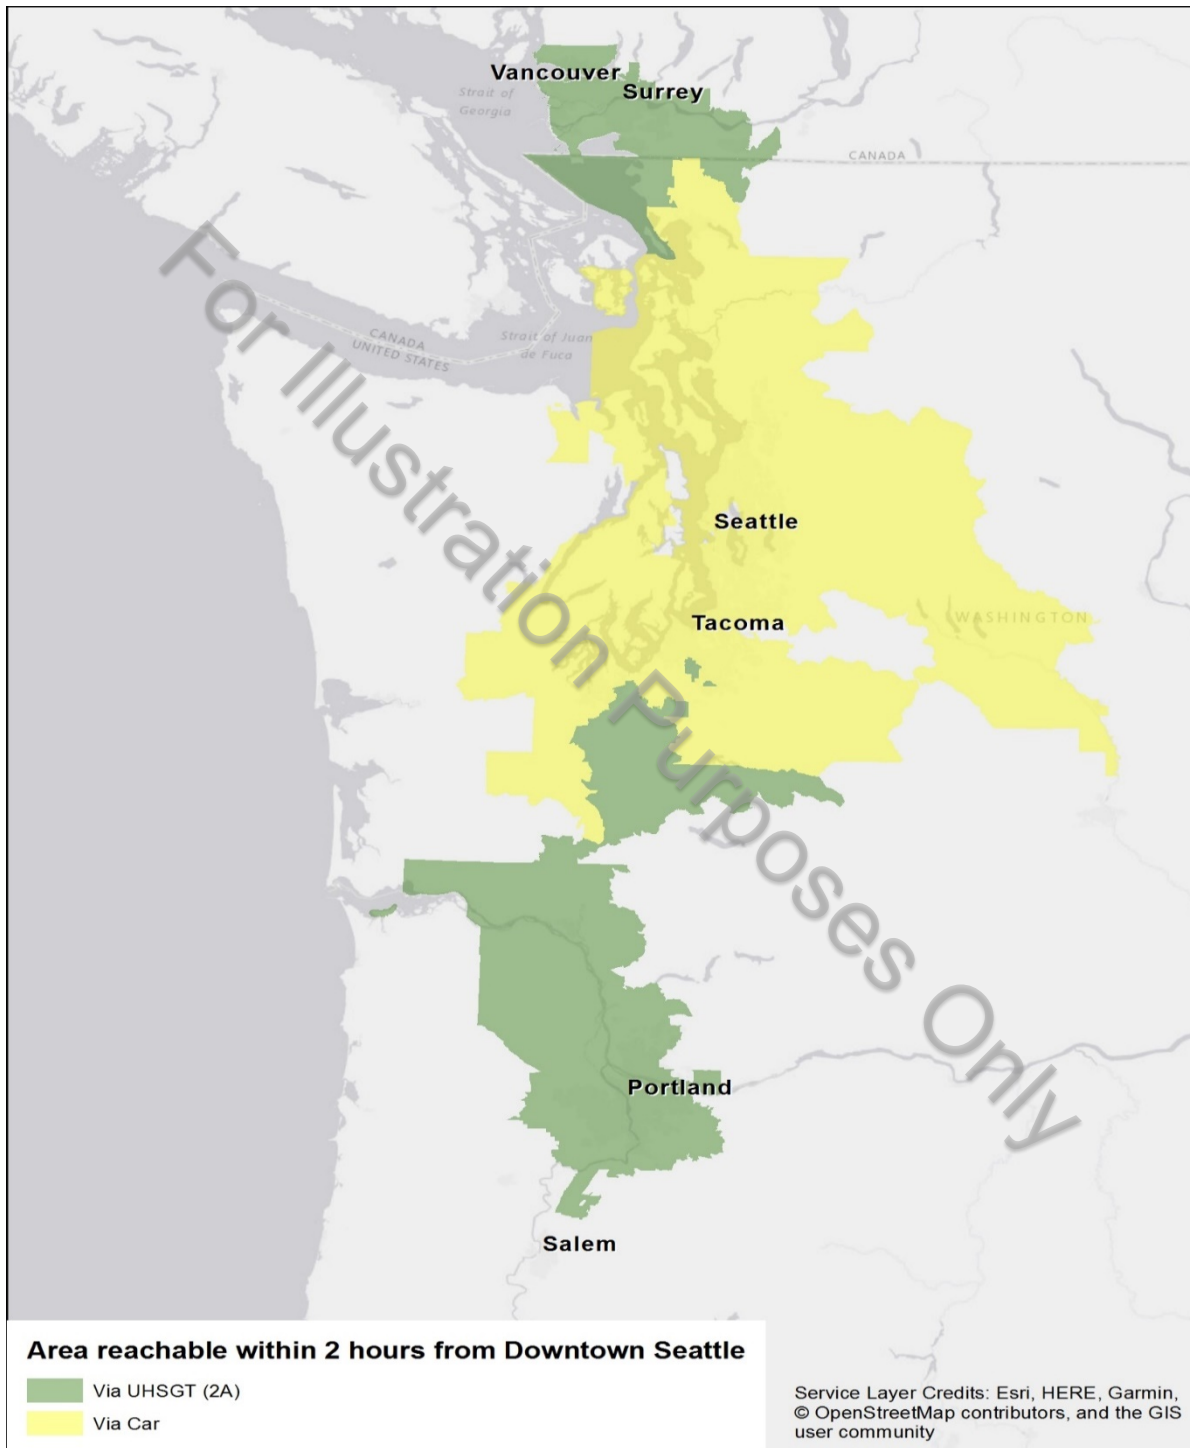 Vancouver
Surrey
Strait of
Georgia
CANADA
CANADA
UNITED STATES
Strait of Juan
de Fuca
Seattle
WASHINGTON
Tacoma
For Illustration Purposes Only
Portland
Salem
Area reachable within 2 hours from Downtown Seattle
Via UHSGT (2A)
Via Car
Service Layer Credits: Esri, HERE, Garmin,
© OpenStreetMap contributors, and the GIS
user community